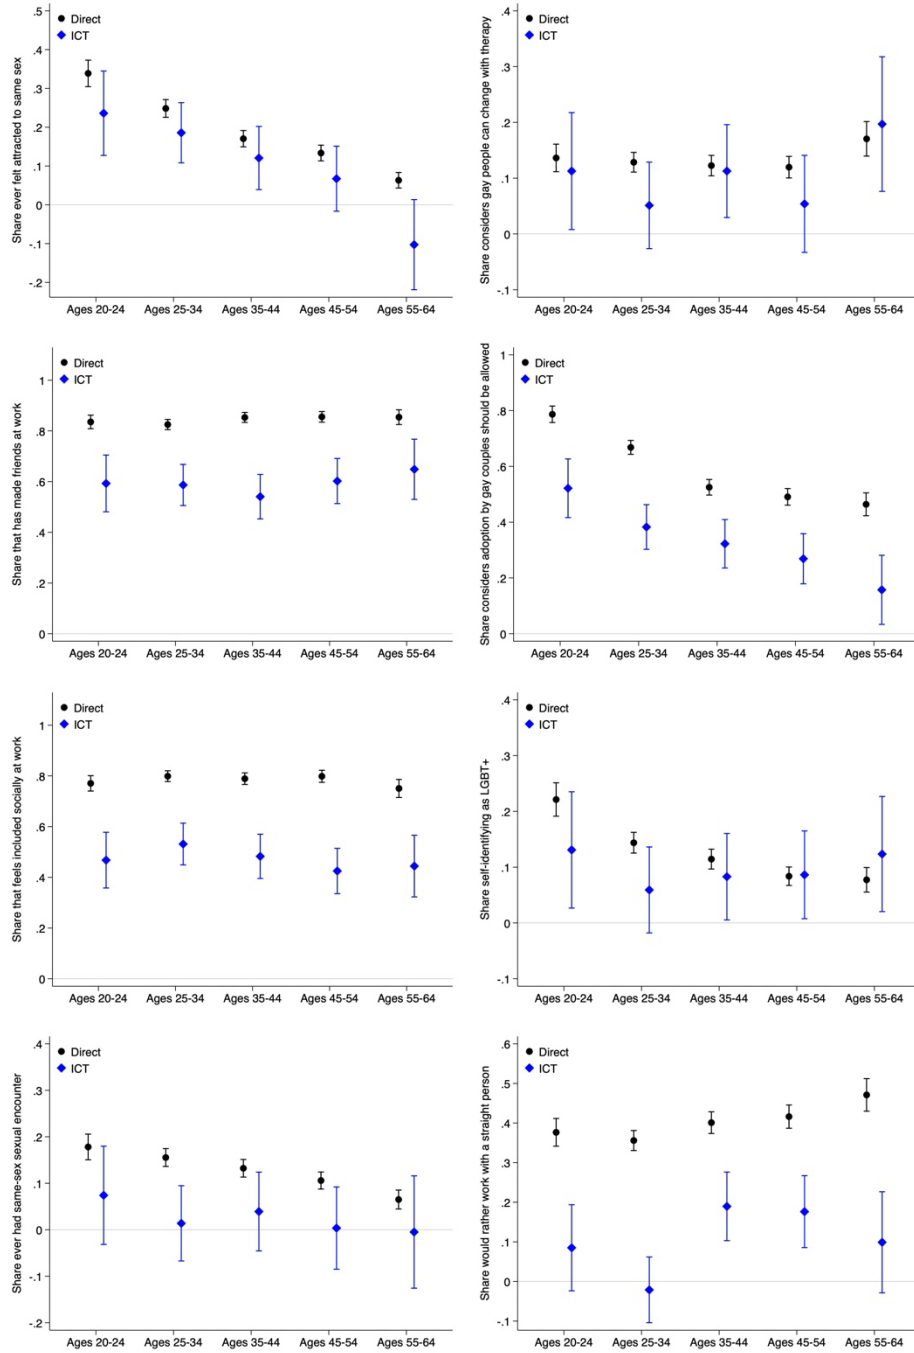 Share ever felt attracted to same sex
.5
.4
.3
.2
.1
0
-.1
-.2
Direct
ICT
Ages 20-24 Ages 25-34 Ages 35-44 Ages 45-54 Ages 55-64
Share considers gay people can change with therapy
.4
.3
.2
.1
0
-.1
Direct
ICT
Ages 20-24 Ages 25-34 Ages 35-44 Ages 45-54 Ages 55-64
Share that has made friends at work
1
.8
.6
.4
.2
0
Direct
ICT
Ages 20-24 Ages 25-34 Ages 35-44 Ages 45-54 Ages 55-64
Share considers adoption by gay couples should be allowed
1
.8
.6
.4
.2
0
Direct
ICT
Ages 20-24 Ages 25-34 Ages 35-44 Ages 45-54 Ages 55-64
Share that feels included socially at work
1
.8
.6
.4
.2
0
Direct
ICT
Ages 20-24 Ages 25-34 Ages 35-44 Ages 45-54 Ages 55-64
Share self-identifying as LGBT+
.4
.3
.2
.1
0
-.1
Direct
ICT
Ages 20-24 Ages 25-34 Ages 35-44 Ages 45-54 Ages 55-64
Share ever had same-sex sexual encounter
.4
.3
.2
.1
0
-.1
-.2
Direct
ICT
Ages 20-24 Ages 25-34 Ages 35-44 Ages 45-54 Ages 55-64
Share would rather work with a straight person
.6
.5
.4
.3
.2
.1
0
-.1
Direct
ICT
Ages 20-24 Ages 25-34 Ages 35-44 Ages 45-54 Ages 55-64